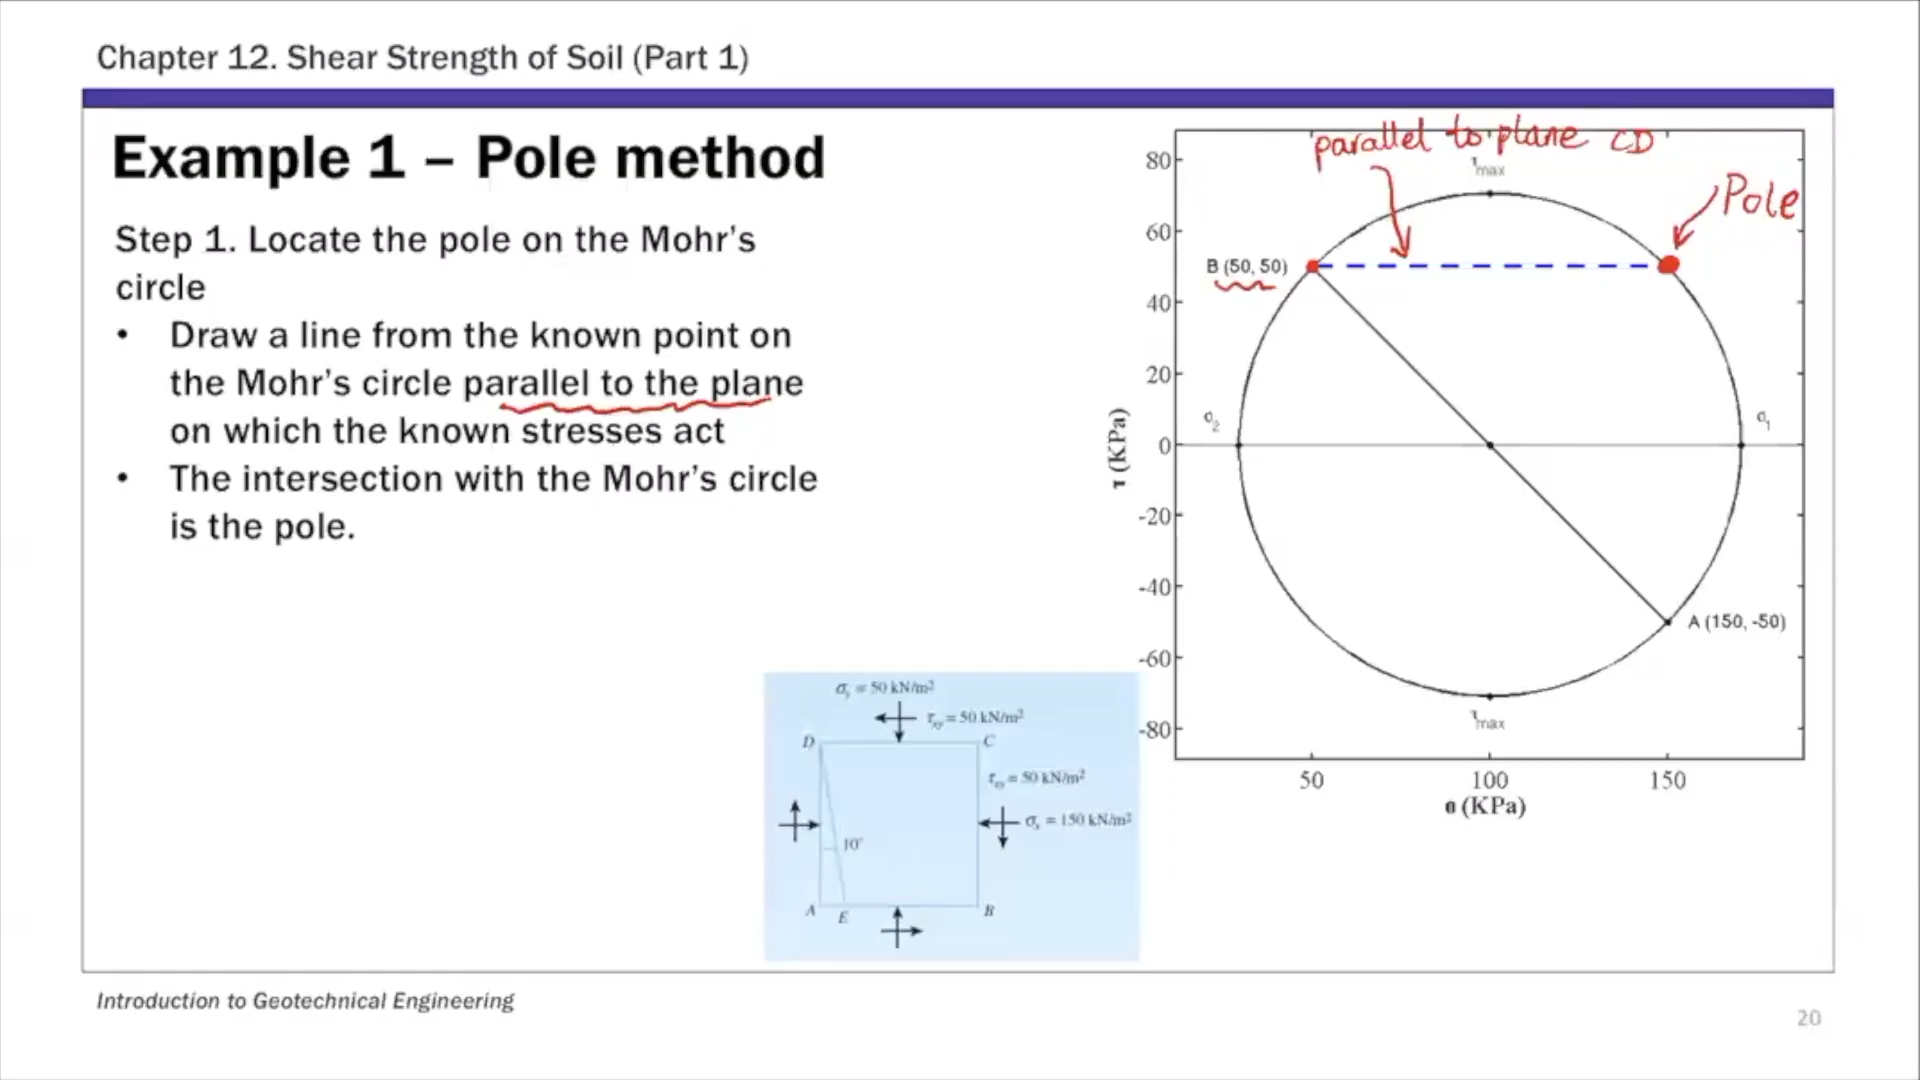 Chapter 12. Shear Strength of Soil (Part 1)
Example 1 – Pole method
Step 1. Locate the pole on the Mohr's
circle
• Draw a line from the known point on
the Mohr's circle parallel to the plane
on which the known stresses act
• The intersection with the Mohr's circle
is the pole.
parallel to plane CD
Pole
τmax
80
60
40
20
0
-20
-40
-60
-80
τ (KPa)
B (50, 50)
σ2
σ1
A (150, -50)
τmax
50 100 150
σ (KPa)
σy = 50 kN/m²
τxy = 50 kN/m²
D
C
τxy = 50 kN/m²
σx = 150 kN/m²
10°
A
E
B
Introduction to Geotechnical Engineering
20